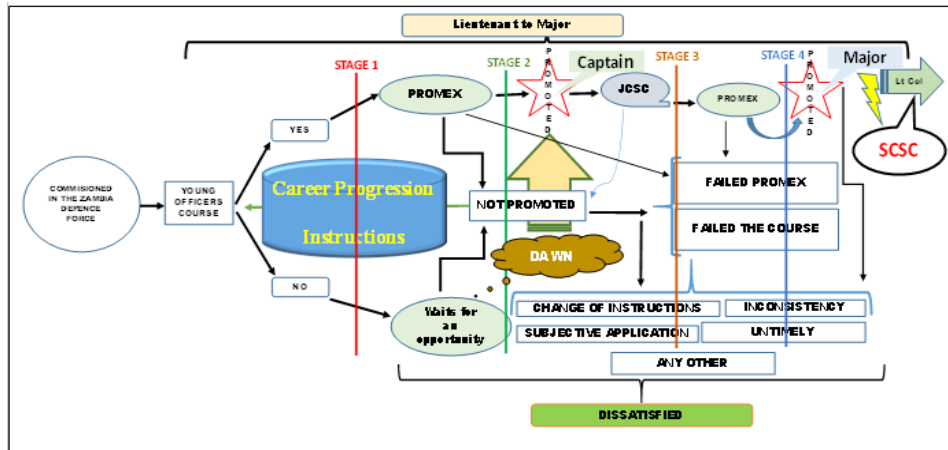 Lieutenant to Major
STAGE 1
STAGE 2
STAGE 3
STAGE 4
PROMOTED
Captain
PROMOTED
Major
Lt Col
PROMEX
JCSC
PROMEX
YES
SCSC
COMMISIONED
IN THE ZAMBIA
DEFENCE
FORCE
YOUNG
OFFICERS
COURSE
Career Progression
Instructions
NOT PROMOTED
FAILED PROMEX
FAILED THE COURSE
DAWN
NO
Waits for
an
opportunity
CHANGE OF INSTRUCTIONS
INCONSISTENCY
SUBJECTIVE APPLICATION
UNTIMELY
ANY OTHER
DISSATISFIED